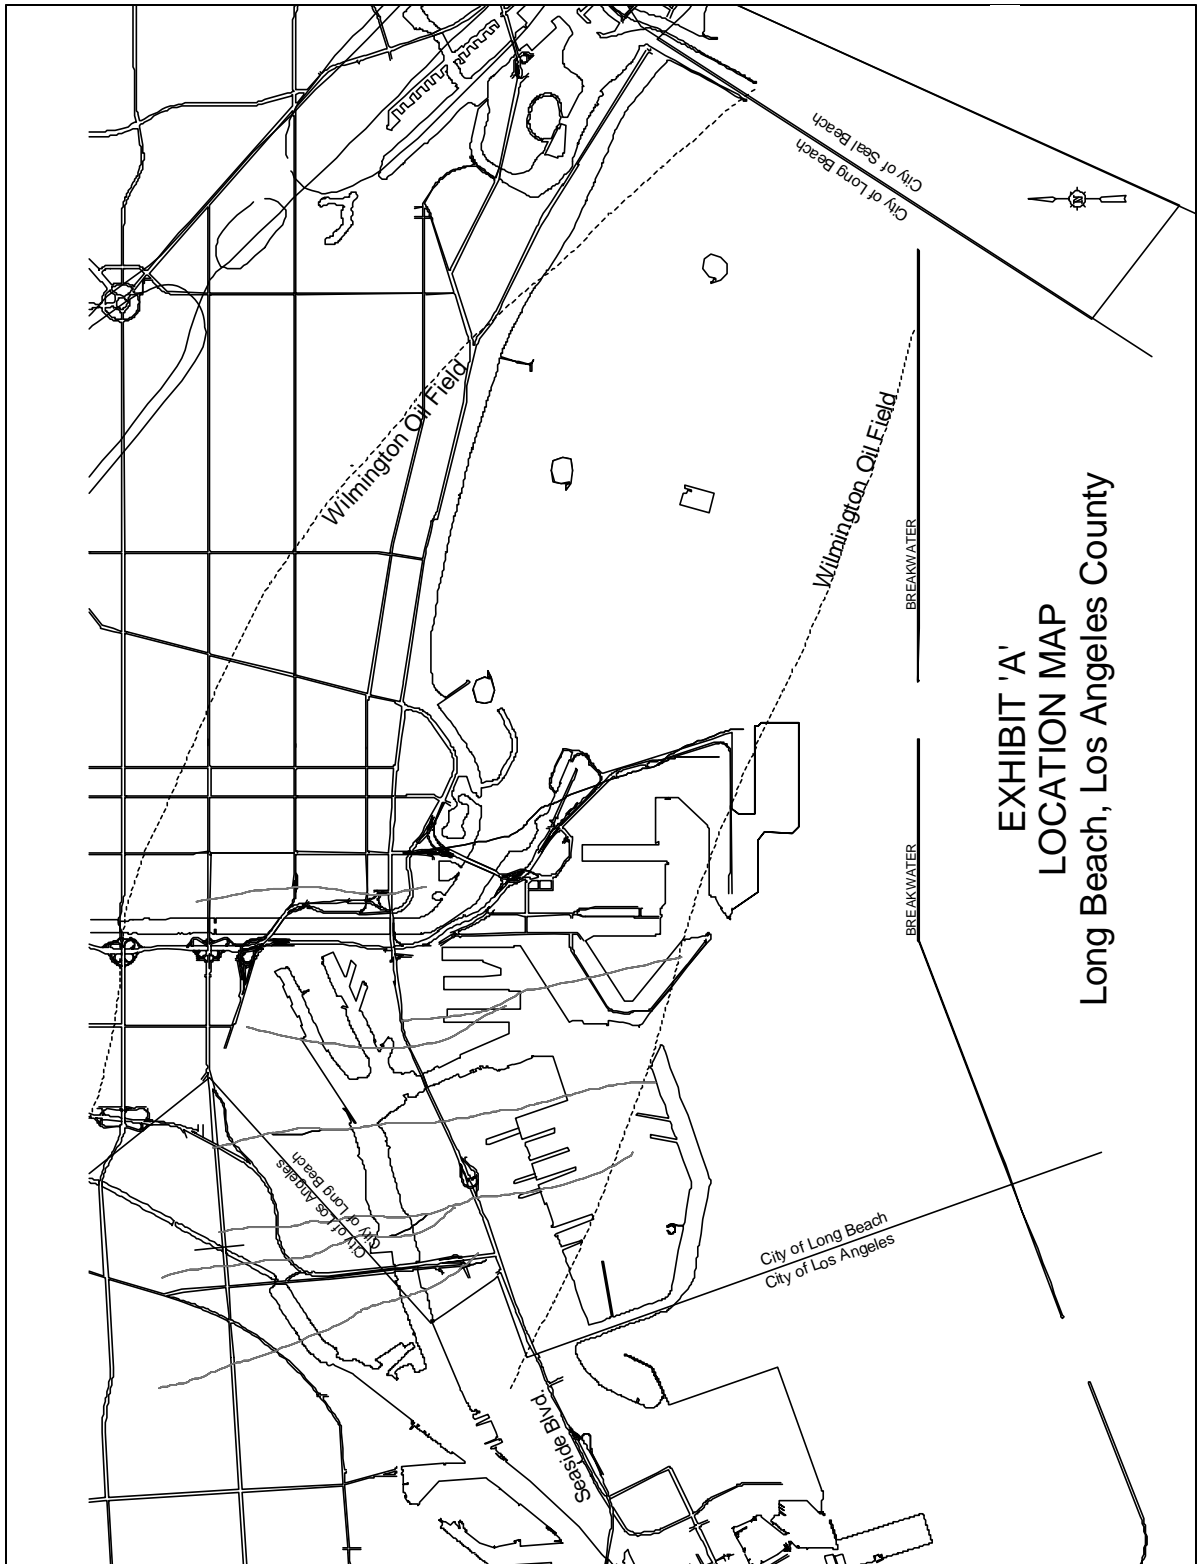 EXHIBIT 'A'
LOCATION MAP
Long Beach, Los Angeles County
City of Seal Beach
City of Long Beach
N
Wilmington Oil Field
Wilmington Oil Field
BREAKWATER
BREAKWATER
City of Los Angeles
City of Long Beach
City of Long Beach
City of Los Angeles
Seaside Blvd.